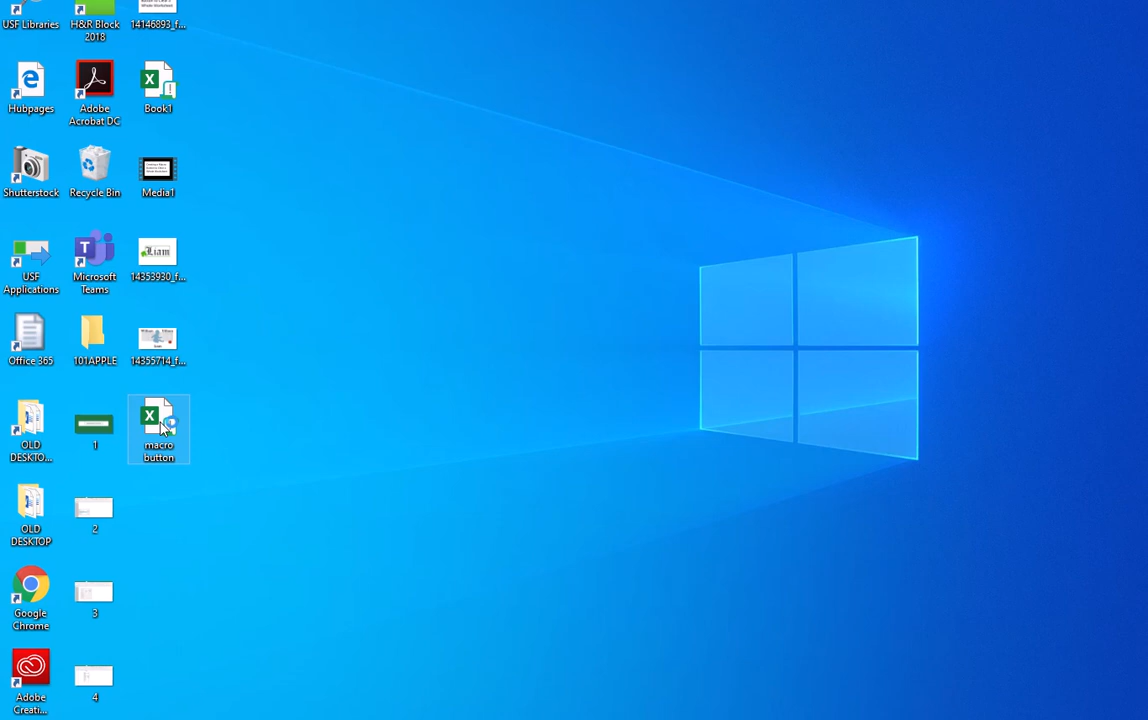 USF Libraries
H&R Block
2018
14146893_f...
Hubpages
Adobe
Acrobat DC
Book1
Shutterstock
Recycle Bin
Media1
USF
Applications
Microsoft
Teams
Liam
14353930_f...
Office 365
101APPLE
14355714_f...
OLD
DESKTO...
1
macro
button
OLD
DESKTOP
2
Google
Chrome
3
Adobe
Creati...
4